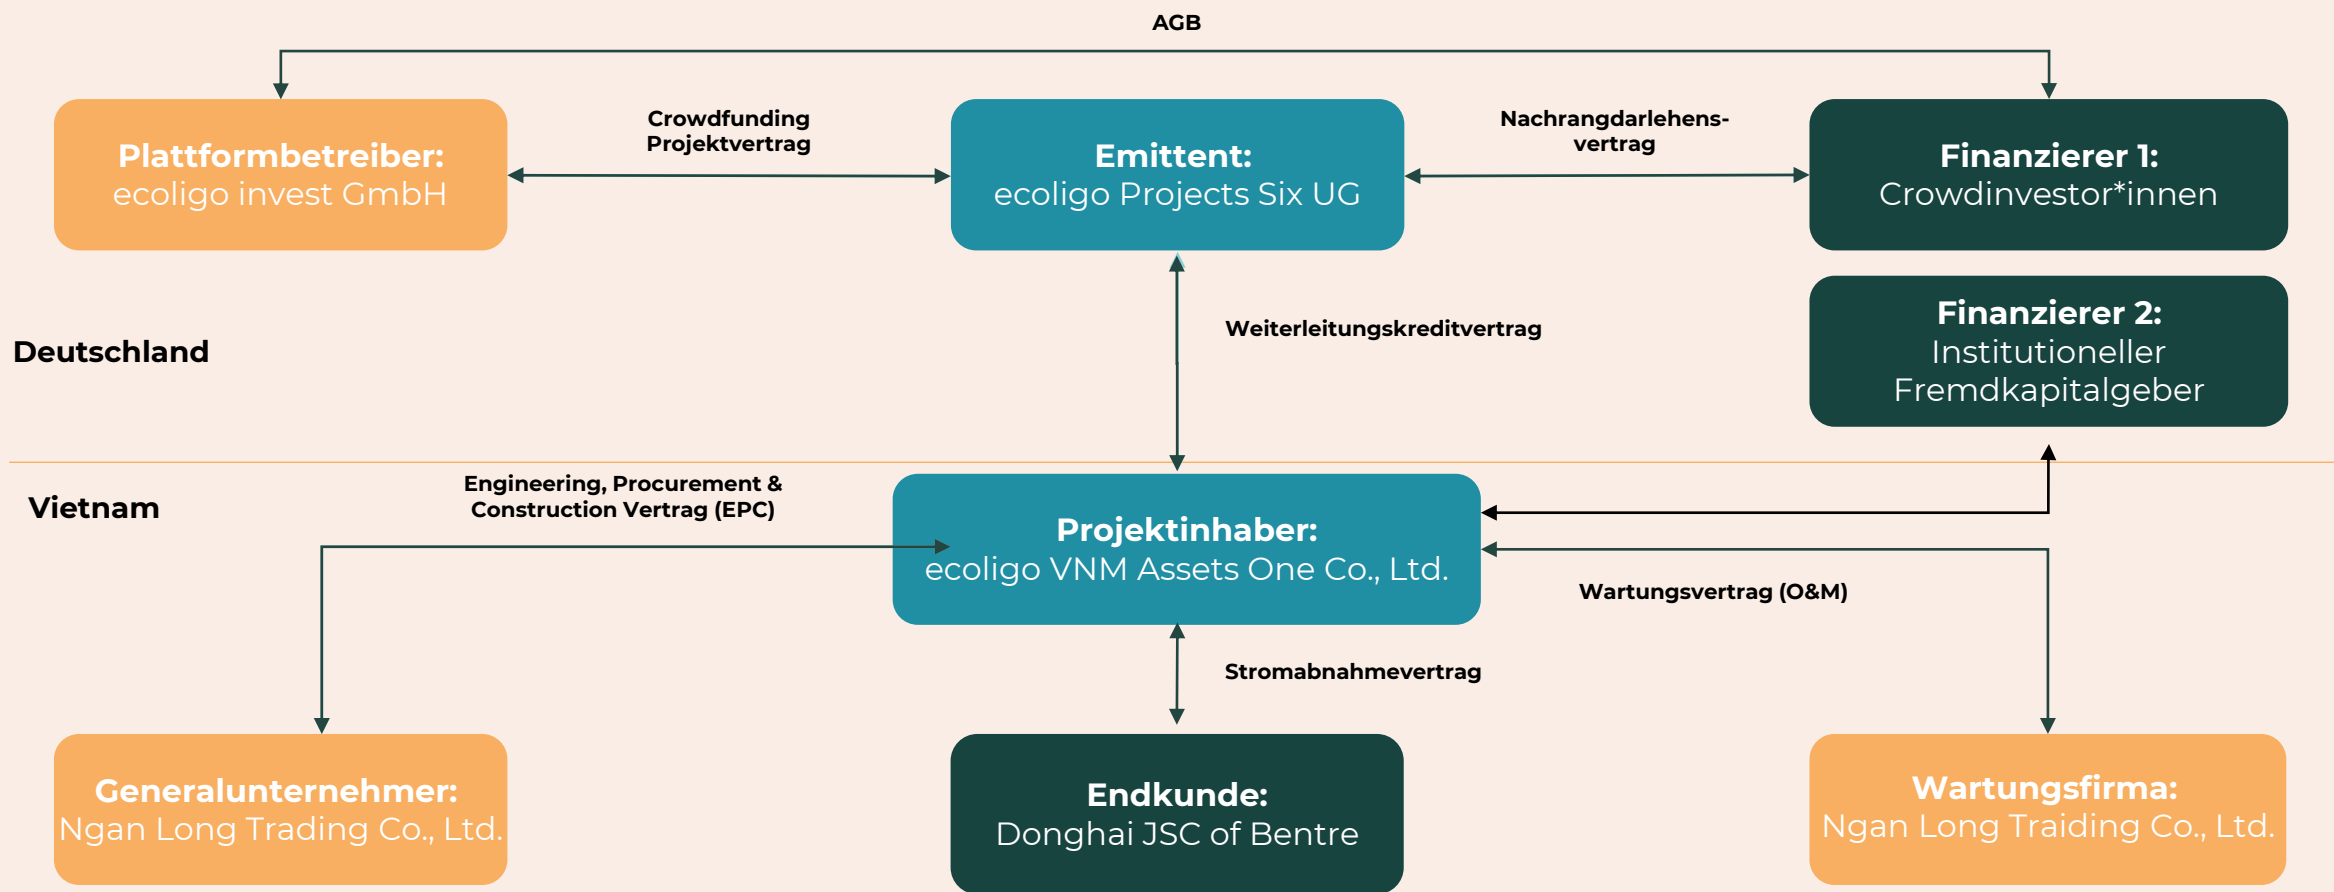 AGB
Plattformbetreiber:
ecoligo invest GmbH
Crowdfunding
Projektvertrag
Emittent:
ecoligo Projects Six UG
Nachrangdarlehens-
vertrag
Finanzierer 1:
Crowdinvestor*innen
Finanzierer 2:
Institutioneller
Fremdkapitalgeber
Weiterleitungskreditvertrag
Deutschland
Vietnam
Engineering, Procurement &
Construction Vertrag (EPC)
Projektinhaber:
ecoligo VNM Assets One Co., Ltd.
Wartungsvertrag (O&M)
Stromabnahmevertrag
Generalunternehmer:
Ngan Long Trading Co., Ltd.
Endkunde:
Donghai JSC of Bentre
Wartungsfirma:
Ngan Long Traiding Co., Ltd.